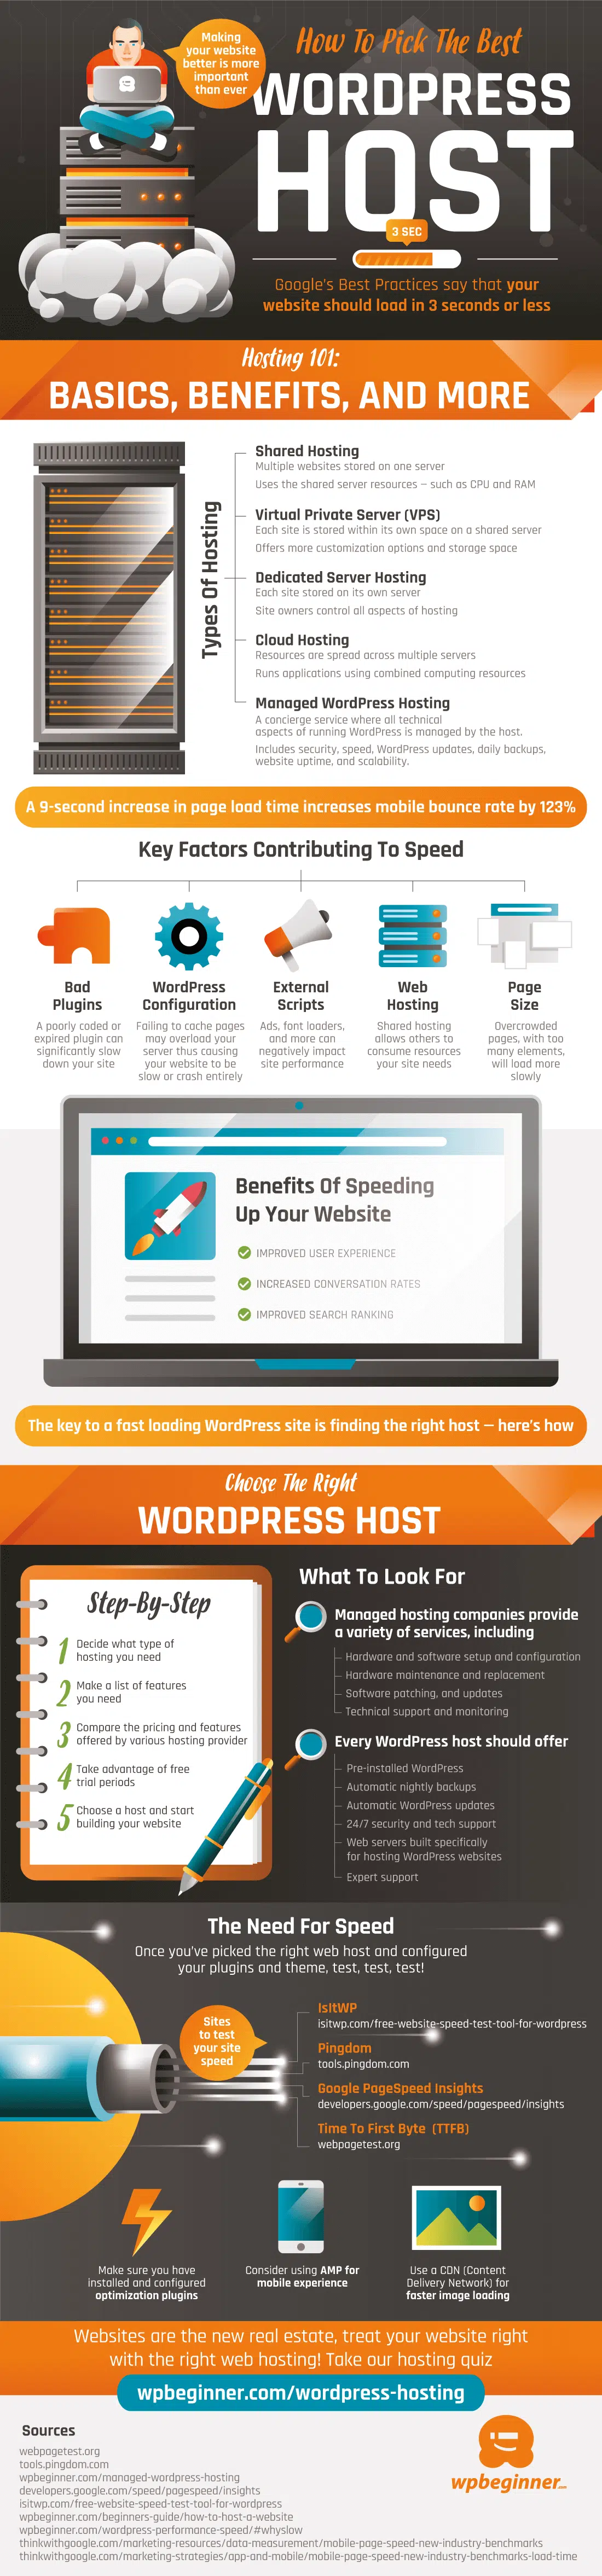 Making
your website
better is more
important
than ever
How To Pick The Best
WORDPRESS
HOST
3 SEC
Google's Best Practices say that your
website should load in 3 seconds or less
Hosting 101:
BASICS, BENEFITS, AND MORE
Types Of Hosting
Shared Hosting
Multiple websites stored on one server
Uses the shared server resources – such as CPU and RAM
Virtual Private Server (VPS)
Each site is stored within its own space on a shared server
Offers more customization options and storage space
Dedicated Server Hosting
Each site stored on its own server
Site owners control all aspects of hosting
Cloud Hosting
Resources are spread across multiple servers
Runs applications using combined computing resources
Managed WordPress Hosting
A concierge service where all technical
aspects of running WordPress is managed by the host.
Includes security, speed, WordPress updates, daily backups,
website uptime, and scalability.
A 9-second increase in page load time increases mobile bounce rate by 123%
Key Factors Contributing To Speed
Bad
Plugins
A poorly coded or
expired plugin can
significantly slow
down your site
WordPress
Configuration
Failing to cache pages
may overload your
server thus causing
your website to be
slow or crash entirely
External
Scripts
Ads, font loaders,
and more can
negatively impact
site performance
Web
Hosting
Shared hosting
allows others to
consume resources
your site needs
Page
Size
Overcrowded
pages, with too
many elements,
will load more
slowly
Benefits Of Speeding
Up Your Website
IMPROVED USER EXPERIENCE
INCREASED CONVERSATION RATES
IMPROVED SEARCH RANKING
The key to a fast loading WordPress site is finding the right host – here's how
Choose The Right
WORDPRESS HOST
Step-By-Step
1 Decide what type of
hosting you need
2 Make a list of features
you need
3 Compare the pricing and features
offered by various hosting provider
4 Take advantage of free
trial periods
5 Choose a host and start
building your website
What To Look For
Managed hosting companies provide
a variety of services, including
Hardware and software setup and configuration
Hardware maintenance and replacement
Software patching, and updates
Technical support and monitoring
Every WordPress host should offer
Pre-installed WordPress
Automatic nightly backups
Automatic WordPress updates
24/7 security and tech support
Web servers built specifically
for hosting WordPress websites
Expert support
The Need For Speed
Once you've picked the right web host and configured
your plugins and theme, test, test, test!
Sites
to test
your site
speed
IsItWP
isitwp.com/free-website-speed-test-tool-for-wordpress
Pingdom
tools.pingdom.com
Google PageSpeed Insights
developers.google.com/speed/pagespeed/insights
Time To First Byte (TTFB)
webpagetest.org
Make sure you have
installed and configured
optimization plugins
Consider using AMP for
mobile experience
Use a CDN (Content
Delivery Network) for
faster image loading
Websites are the new real estate, treat your website right
with the right web hosting! Take our hosting quiz
wpbeginner.com/wordpress-hosting
Sources
webpagetest.org
tools.pingdom.com
wpbeginner.com/managed-wordpress-hosting
developers.google.com/speed/pagespeed/insights
isitwp.com/free-website-speed-test-tool-for-wordpress
wpbeginner.com/beginners-guide/how-to-host-a-website
wpbeginner.com/wordpress-performance-speed/#whyslow
thinkwithgoogle.com/marketing-resources/data-measurement/mobile-page-speed-new-industry-benchmarks
thinkwithgoogle.com/marketing-strategies/app-and-mobile/mobile-page-speed-new-industry-benchmarks-load-time
wpbeginner.com